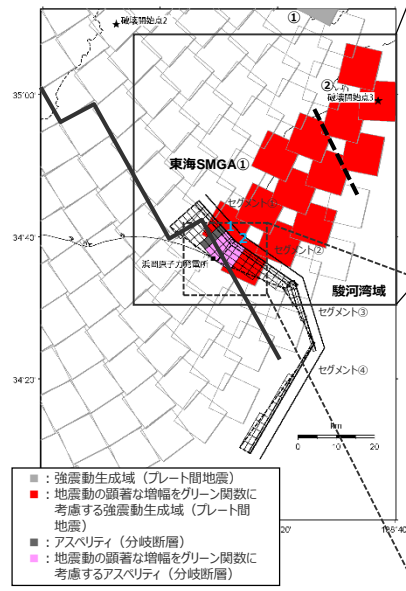 ①
★破壊開始点2
35°00'
②
破壊開始点3★
東海SMGA①
セグメント①
1
2
34°40'
セグメント②
浜岡原子力発電所
駿河湾域
セグメント③
セグメント④
34°20'
km
0 10 20
■：強震動生成域（プレート間地震）
■：地震動の顕著な増幅をグリーン関数に
考慮する強震動生成域（プレート間
地震）
■：アスペリティ（分岐断層）
■：地震動の顕著な増幅をグリーン関数に
考慮するアスペリティ（分岐断層）